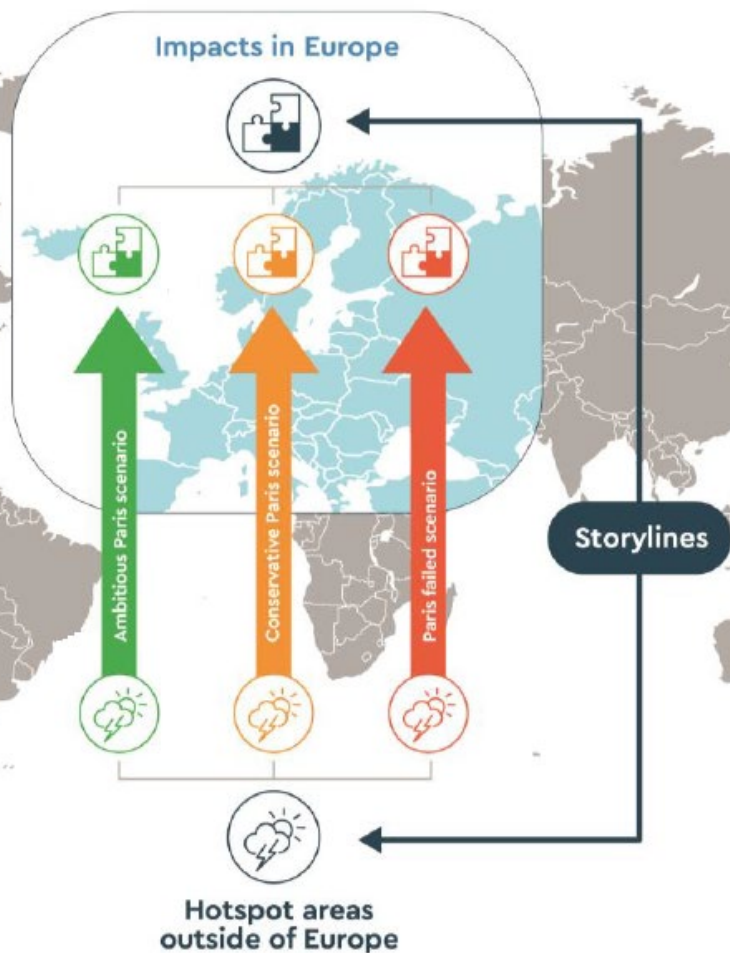 Impacts in Europe
Ambitious Paris scenario
Conservative Paris scenario
Paris failed scenario
Storylines
Hotspot areas
outside of Europe